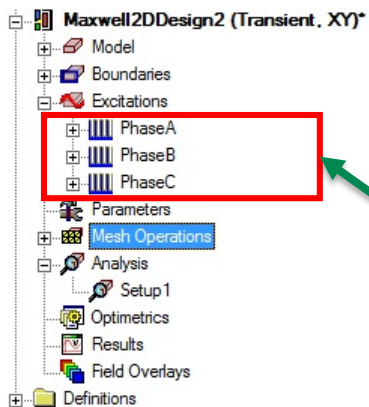 Maxwell2DDesign2 (Transient, XY)*
Model
Boundaries
Excitations
PhaseA
PhaseB
PhaseC
Parameters
Mesh Operations
Analysis
Setup1
Optimetrics
Results
Field Overlays
Definitions